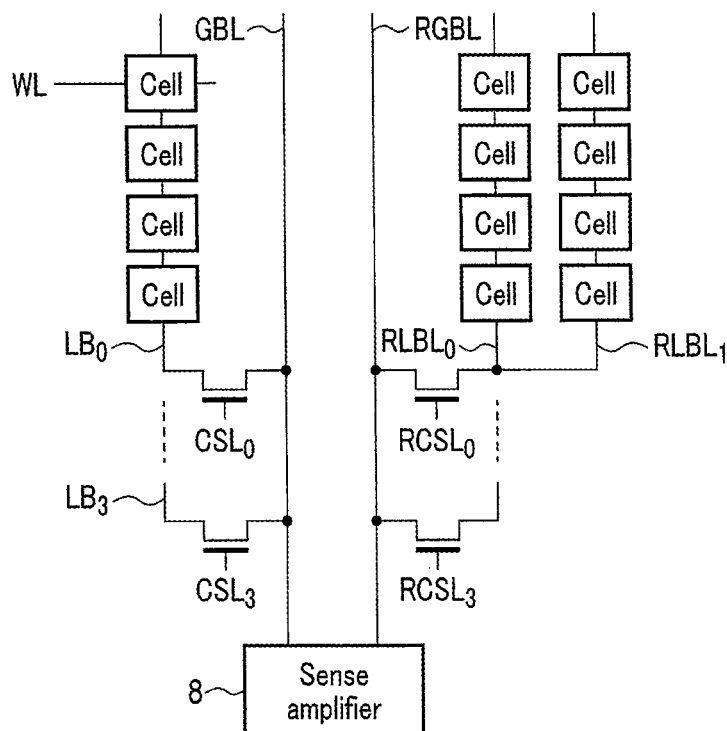 GBL RGBL
WL Cell Cell Cell
Cell Cell Cell
Cell Cell Cell
Cell Cell Cell
LB0 RLBL0 RLBL1
CSL0 RCSL0
LB3
CSL3 RCSL3
8 Sense
amplifier